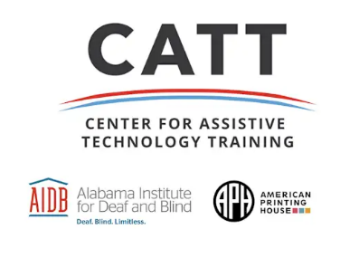 CATT
CENTER FOR ASSISTIVE
TECHNOLOGY TRAINING
AIDB
Alabama Institute
for Deaf and Blind
Deaf. Blind. Limitless.
APH
AMERICAN
PRINTING
HOUSE